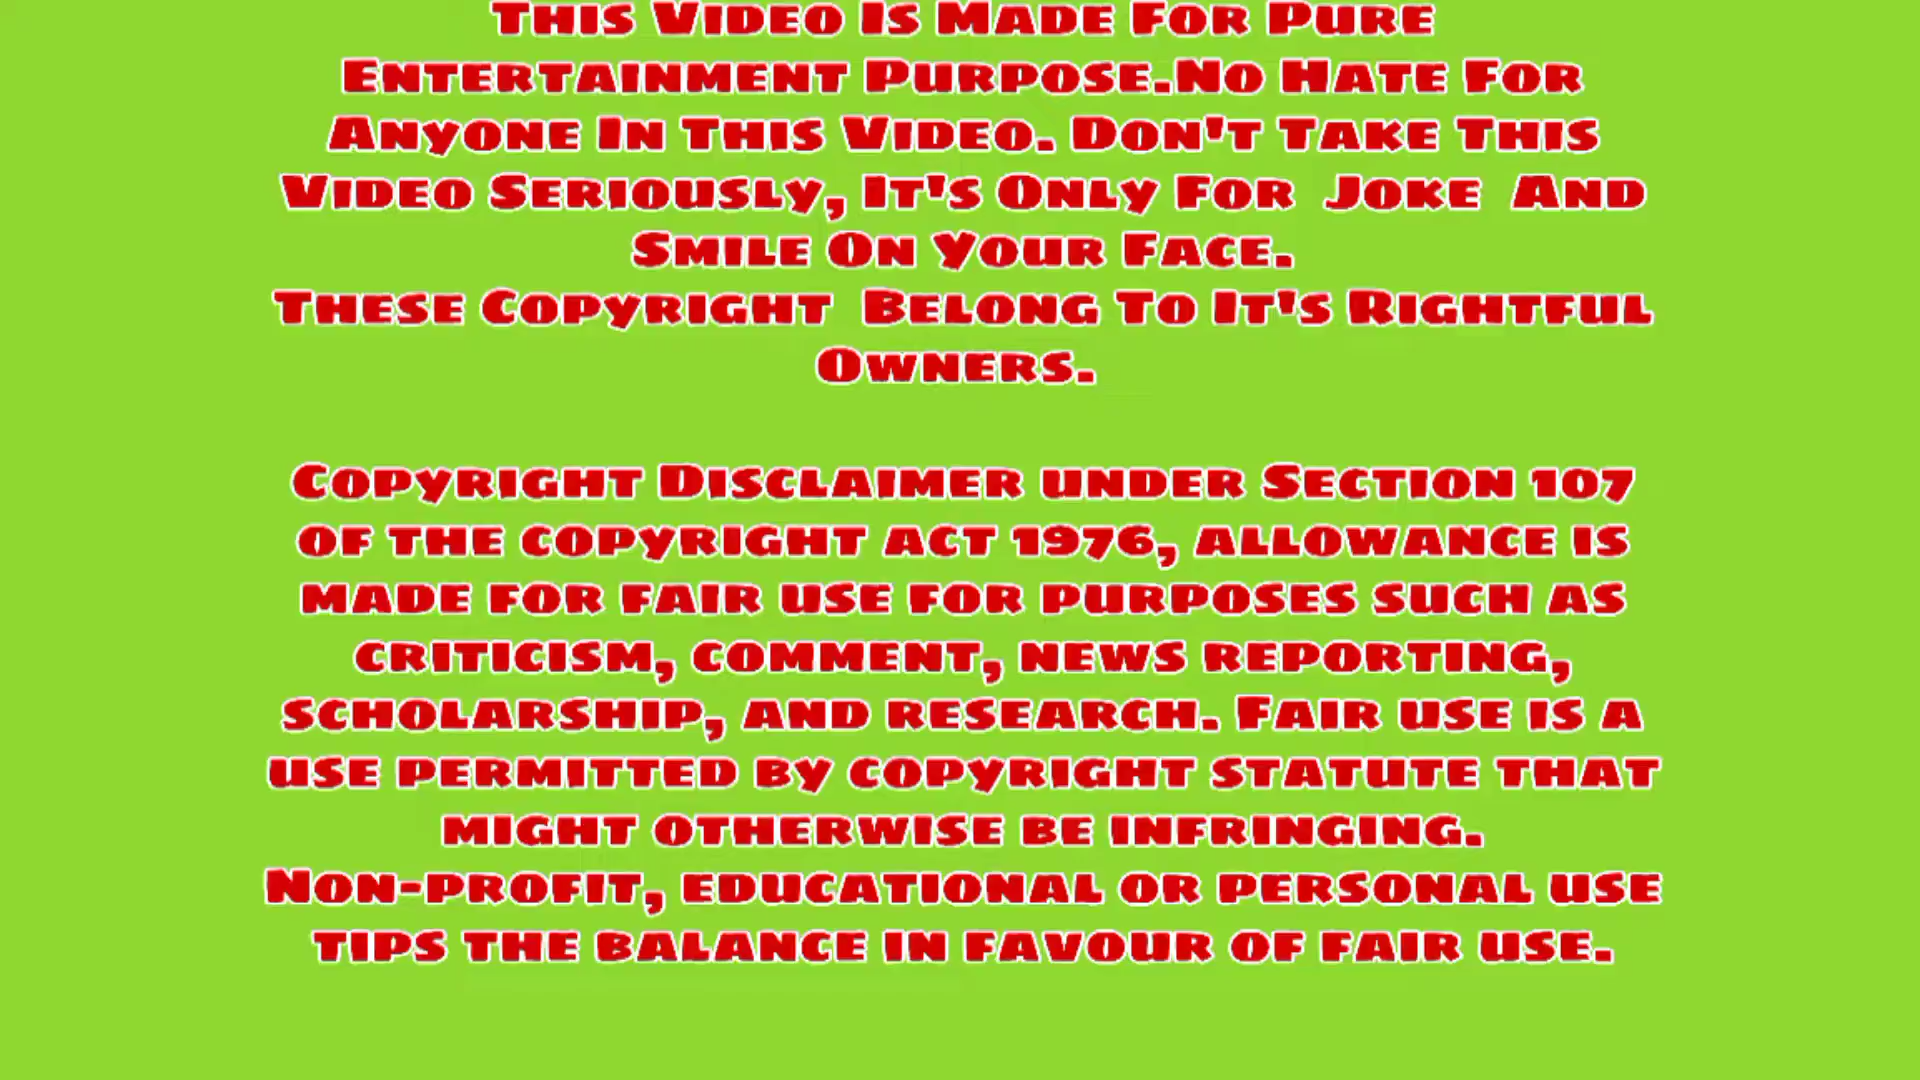 This Video Is Made For Pure
Entertainment Purpose.No Hate For
Anyone In This Video. Don't Take This
Video Seriously, It's Only For Joke And
Smile On Your Face.
These Copyright Belong To It's Rightful
Owners.
Copyright Disclaimer under Section 107
of the copyright act 1976, allowance is
made for fair use for purposes such as
criticism, comment, news reporting,
scholarship, and research. Fair use is a
use permitted by copyright statute that
might otherwise be infringing.
Non-profit, educational or personal use
tips the balance in favour of fair use.